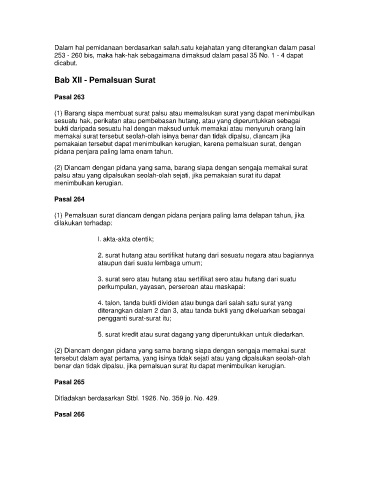 Dalam hal pemidanaan berdasarkan salah.satu kejahatan yang diterangkan dalam pasal
253 - 260 bis, maka hak-hak sebagaimana dimaksud dalam pasal 35 No. 1 - 4 dapat
dicabut.
Bab XII - Pemalsuan Surat
Pasal 263
(1) Barang siapa membuat surat palsu atau memalsukan surat yang dapat menimbulkan
sesuatu hak, perikatan atau pembebasan hutang, atau yang diperuntukkan sebagai
bukti daripada sesuatu hal dengan maksud untuk memakai atau menyuruh orang lain
memakai surat tersebut seolah-olah isinya benar dan tidak dipalsu, diancam jika
pemakaian tersebut dapat menimbulkan kerugian, karena pemalsuan surat, dengan
pidana penjara paling lama enam tahun.
(2) Diancam dengan pidana yang sama, barang siapa dengan sengaja memakai surat
palsu atau yang dipalsukan seolah-olah sejati, jika pemakaian surat itu dapat
menimbulkan kerugian.
Pasal 264
(1) Pemalsuan surat diancam dengan pidana penjara paling lama delapan tahun, jika
dilakukan terhadap:
l. akta-akta otentik;
2. surat hutang atau sertifikat hutang dari sesuatu negara atau bagiannya
ataupun dari suatu lembaga umum;
3. surat sero atau hutang atau sertifikat sero atau hutang dari suatu
perkumpulan, yayasan, perseroan atau maskapai:
4. talon, tanda bukti dividen atau bunga dari salah satu surat yang
diterangkan dalam 2 dan 3, atau tanda bukti yang dikeluarkan sebagai
pengganti surat-surat itu;
5. surat kredit atau surat dagang yang diperuntukkan untuk diedarkan.
(2) Diancam dengan pidana yang sama barang siapa dengan sengaja memakai surat
tersebut dalam ayat pertama, yang isinya tidak sejati atau yang dipalsukan seolah-olah
benar dan tidak dipalsu, jika pemalsuan surat itu dapat menimbulkan kerugian.
Pasal 265
Ditiadakan berdasarkan Stbl. 1926. No. 359 jo. No. 429.
Pasal 266